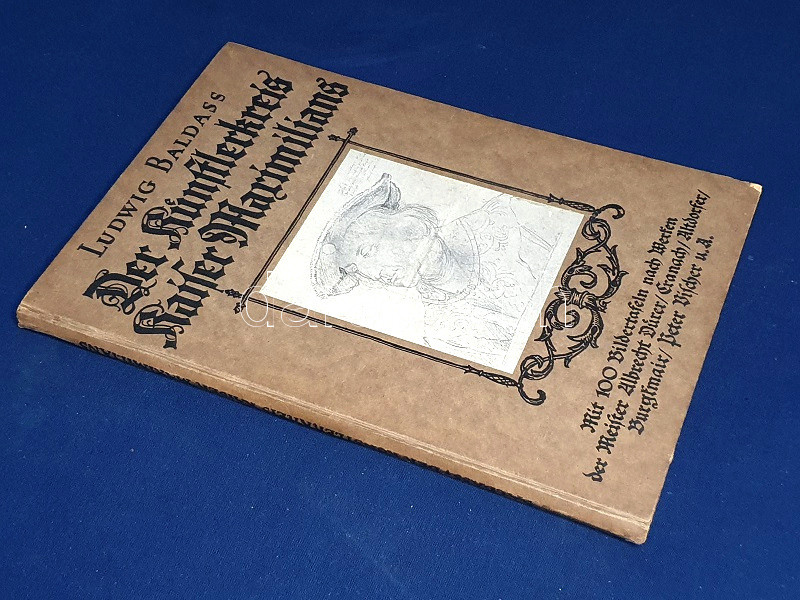 LUDWIG BALDASS
Der Künstlerkreis
Kaiser Maximilians
Mit 100 Bildertafeln nach Werken
der Meister Albrecht Dürer/Cranach/Altdorfer/
Burgkmair/Peter Vischer u.A.